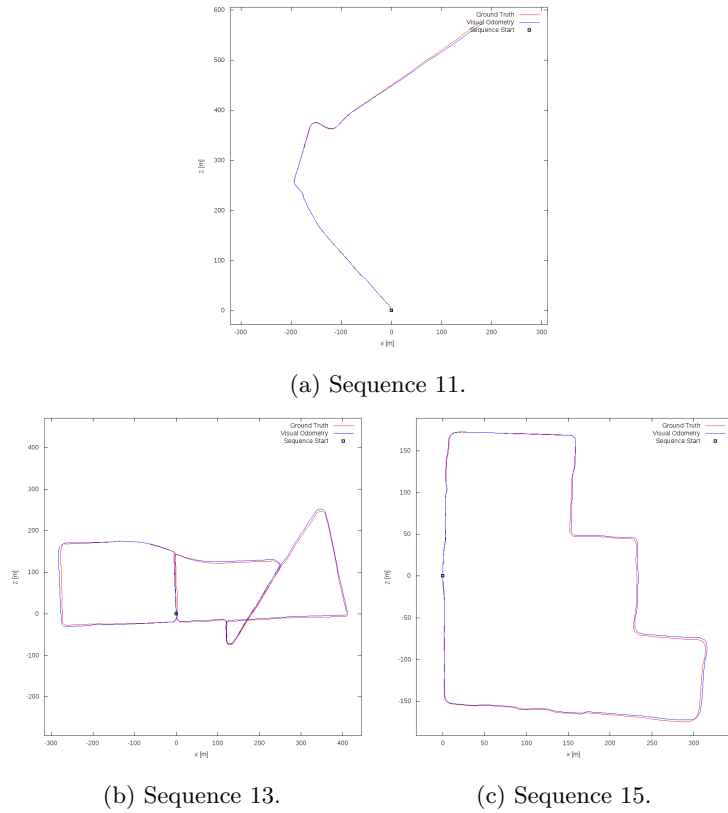 600
500
400
300
200
100
0
z [m]
-300 -200 -100 0 100 200 300
x [m]
Ground Truth
Visual Odometry
Sequence Start
(a) Sequence 11.
400
300
200
100
0
-100
-200
z [m]
-300 -200 -100 0 100 200 300 400
x [m]
Ground Truth
Visual Odometry
Sequence Start
150
100
50
0
-50
-100
-150
z [m]
0 50 100 150 200 250 300
x [m]
Ground Truth
Visual Odometry
Sequence Start
(b) Sequence 13.
(c) Sequence 15.